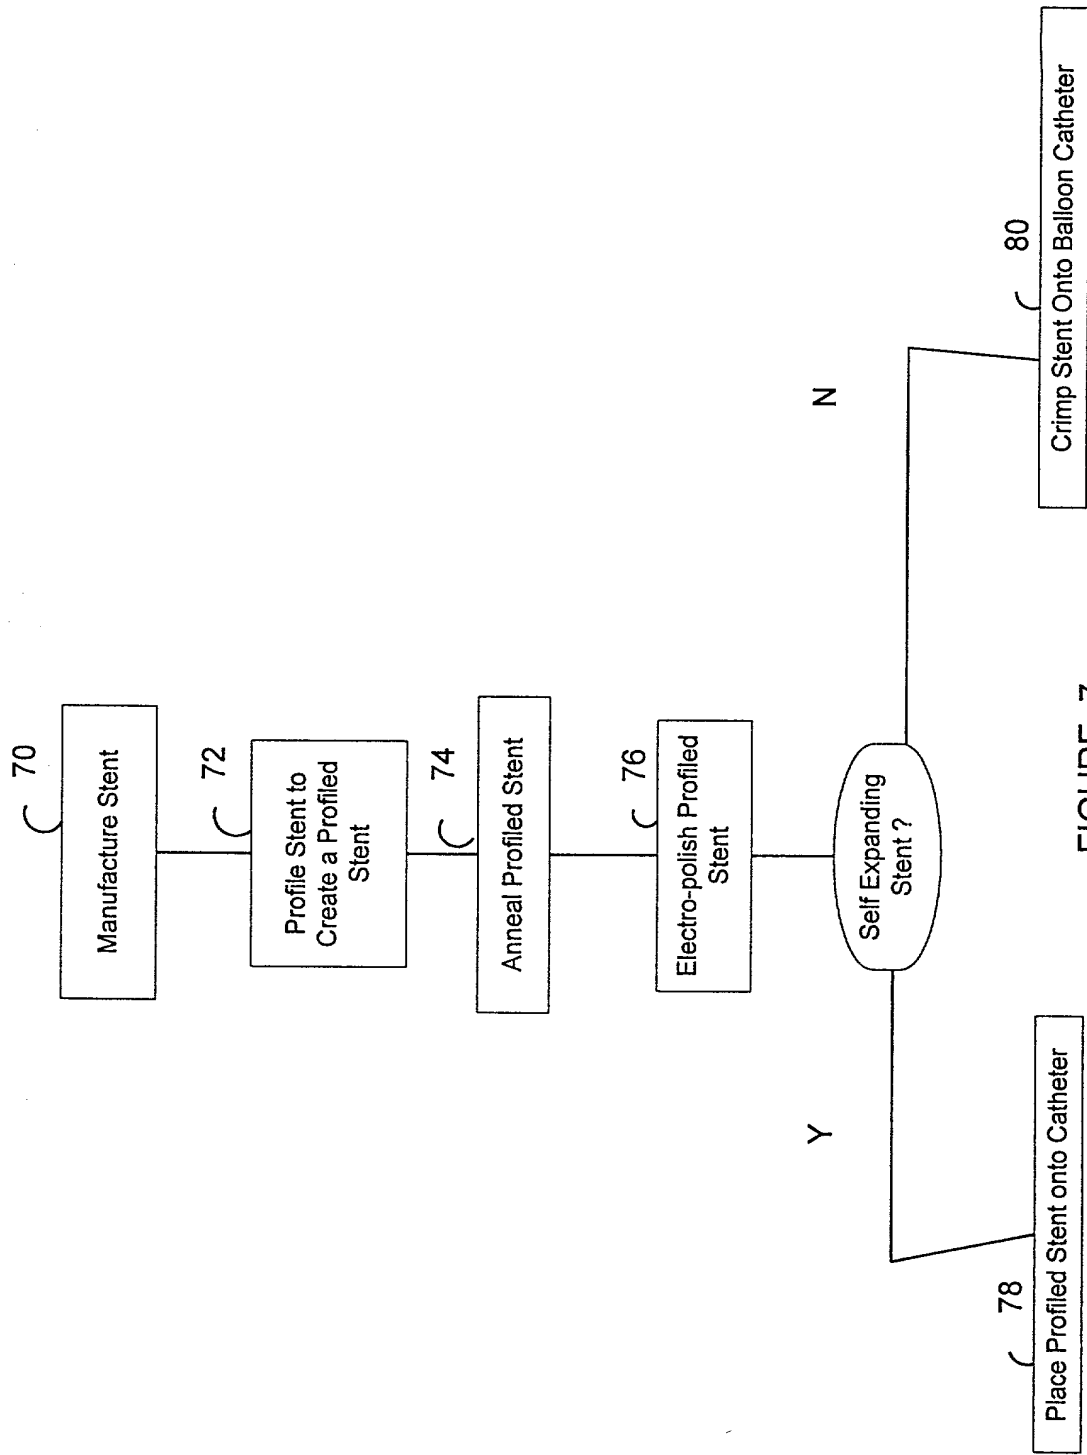 70
Manufacture Stent
72
Profile Stent to
Create a Profiled
Stent
74
Anneal Profiled Stent
76
Electro-polish Profiled
Stent
Self Expanding
Stent ?
Y
N
78
Place Profiled Stent onto Catheter
80
Crimp Stent Onto Balloon Catheter
FIGURE